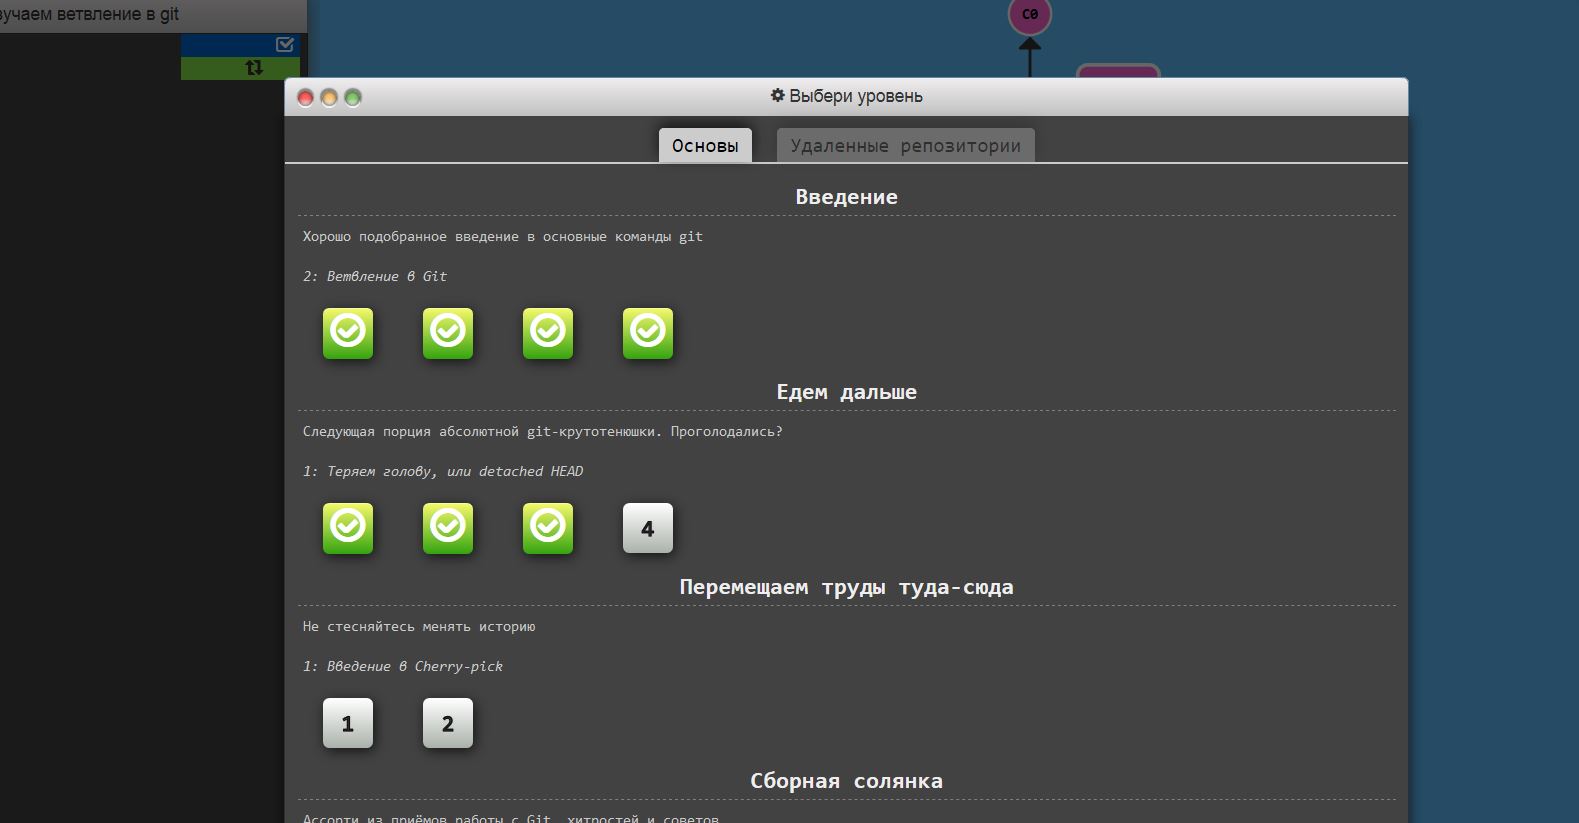 учаем ветвление в git
C0
Выбери уровень
Основы
Удаленные репозитории
Введение
Хорошо подобранное введение в основные команды git
2: Ветвление в Git
Едем дальше
Следующая порция абсолютной git-крутотенюшки. Проголодались?
1: Теряем голову, или detached HEAD
4
Перемещаем труды туда-сюда
Не стесняйтесь менять историю
1: Введение в Cherry-pick
1
2
Сборная солянка
Ассорти из приёмов работы с Git, хитростей и советов